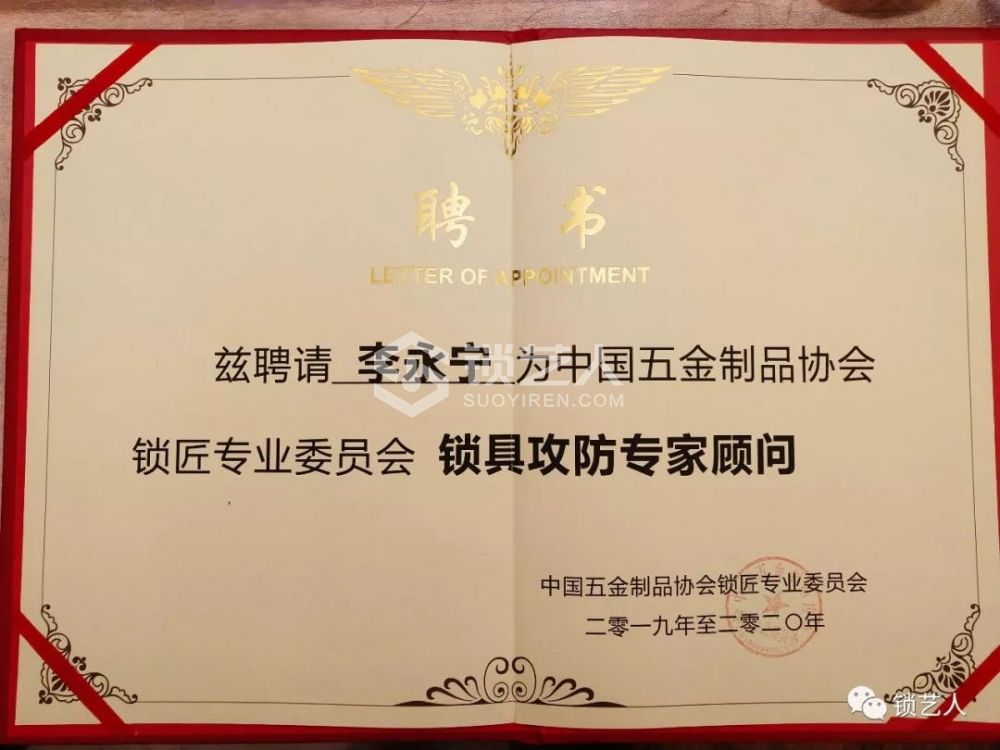 聘 书
LETTER OF APPOINTMENT
兹聘请 李永宁 为中国五金制品协会
锁艺人
SUOYIREN.COM
锁匠专业委员会 锁具攻防专家顾问
中国五金制品协会锁匠专业委员会
二零一九年至二零二〇年
锁艺人